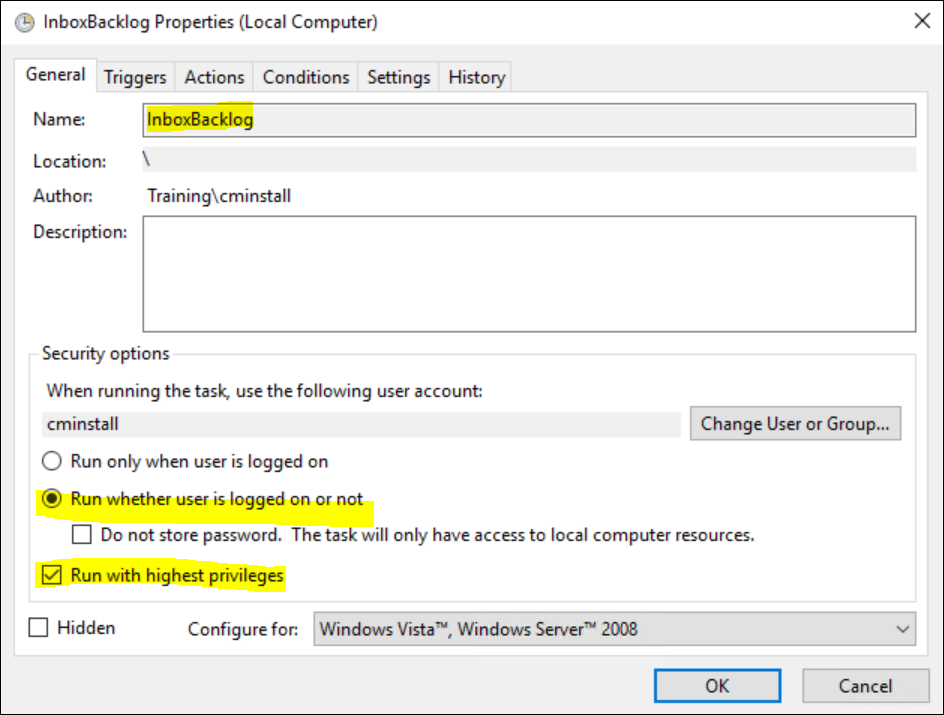 InboxBacklog Properties (Local Computer)
General Triggers Actions Conditions Settings History
Name: InboxBacklog
Location: \
Author: Training\cminstall
Description:
Security options
When running the task, use the following user account:
cminstall Change User or Group...
Run only when user is logged on
Run whether user is logged on or not
Do not store password. The task will only have access to local computer resources.
Run with highest privileges
Hidden Configure for: Windows Vista™, Windows Server™ 2008
OK Cancel